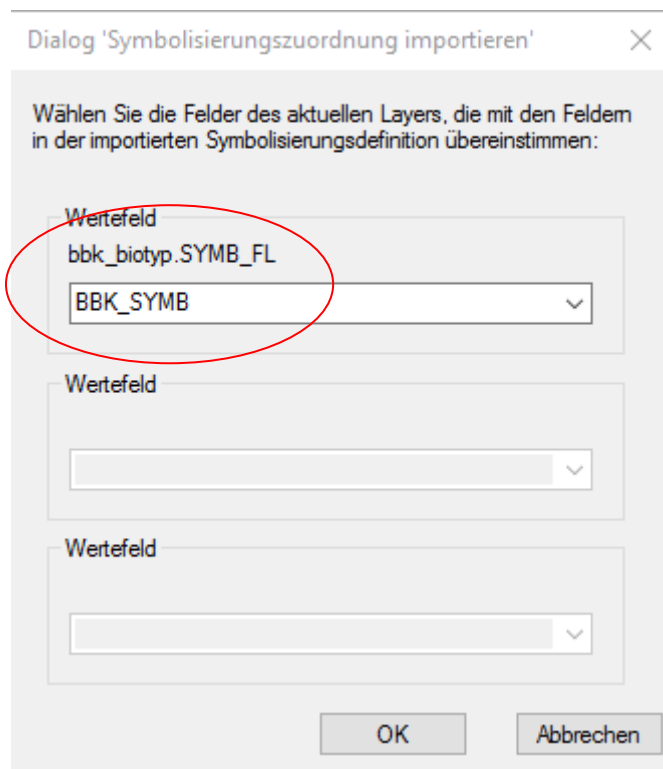 Dialog 'Symbolisierungszuordnung importieren'
Wählen Sie die Felder des aktuellen Layers, die mit den Feldern
in der importierten Symbolisierungsdefinition übereinstimmen:
Wertefeld
bbk_biotyp.SYMB_FL
BBK_SYMB
Wertefeld
Wertefeld
OK
Abbrechen